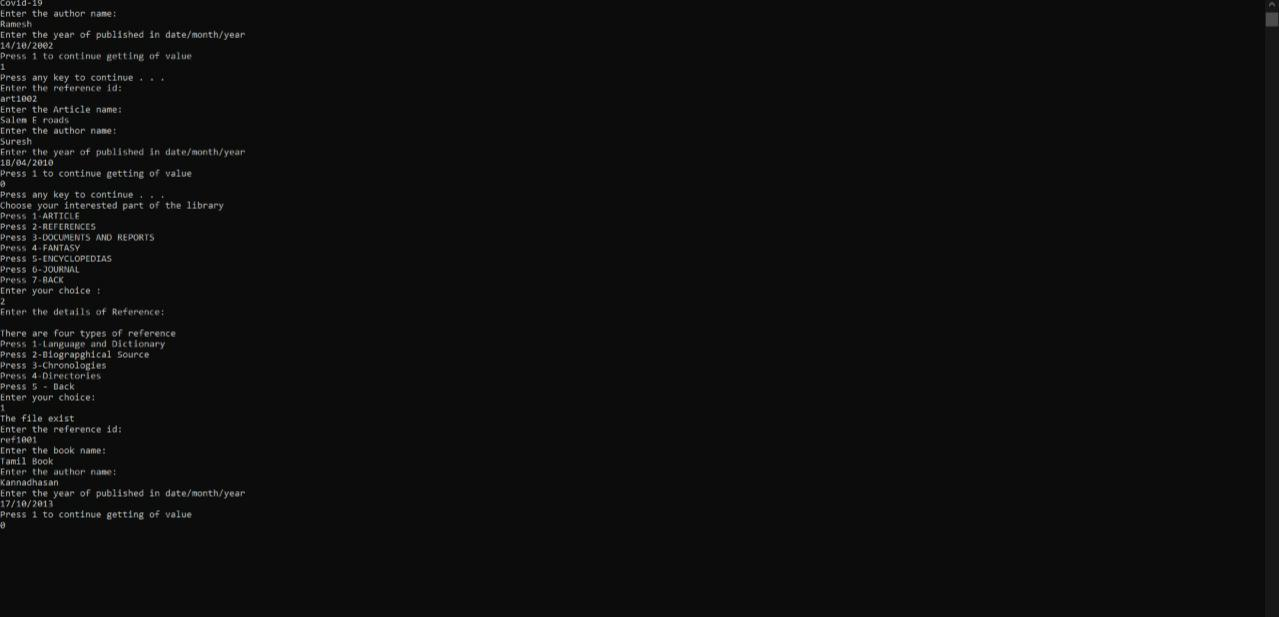 Covid-19
Enter the author name:
Ramesh
Enter the year of published in date/month/year
14/10/2002
Press 1 to continue getting of value
1
Press any key to continue . . .
Enter the reference id:
art1002
Enter the Article name:
Salem E roads
Enter the author name:
Suresh
Enter the year of published in date/month/year
18/04/2010
Press 1 to continue getting of value
0
Press any key to continue . . .
Choose your interested part of the library
Press 1-ARTICLE
Press 2-REFERENCES
Press 3-DOCUMENTS AND REPORTS
Press 4-FANTASY
Press 5-ENCYCLOPEDIAS
Press 6-JOURNAL
Press 7-BACK
Enter your choice :
2
Enter the details of Reference:

There are four types of reference
Press 1-Language and Dictionary
Press 2-Biograpghical Source
Press 3-Chronologies
Press 4-Directories
Press 5 - Back
Enter your choice:
1
The file exist
Enter the reference id:
ref1001
Enter the book name:
Tamil Book
Enter the author name:
Kannadhasan
Enter the year of published in date/month/year
17/10/2013
Press 1 to continue getting of value
0